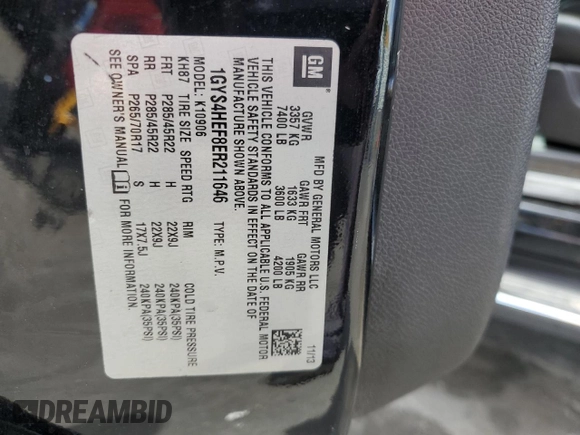 GM
MFD BY GENERAL MOTORS LLC
11/13
GVWR GAWR FRT GAWR RR
3357 KG 1633 KG 1905 KG
7400 LB 3600 LB 4200 LB
THIS VEHICLE CONFORMS TO ALL APPLICABLE U.S. FEDERAL MOTOR
VEHICLE SAFETY STANDARDS IN EFFECT ON THE DATE OF
MANUFACTURE SHOWN ABOVE.
1GYS4HEF8ER211646 TYPE: M.P.V.
MODEL: K10906
KH87 TIRE SIZE SPEED RTG RIM COLD TIRE PRESSURE
FRT P285/45R22 H 22X9J 240KPA(35PSI)
RR P285/45R22 H 22X9J 240KPA(35PSI)
SPA P265/70R17 S 17X7.5J 240KPA(35PSI)
SEE OWNER'S MANUAL FOR MORE INFORMATION.
DREAMBID